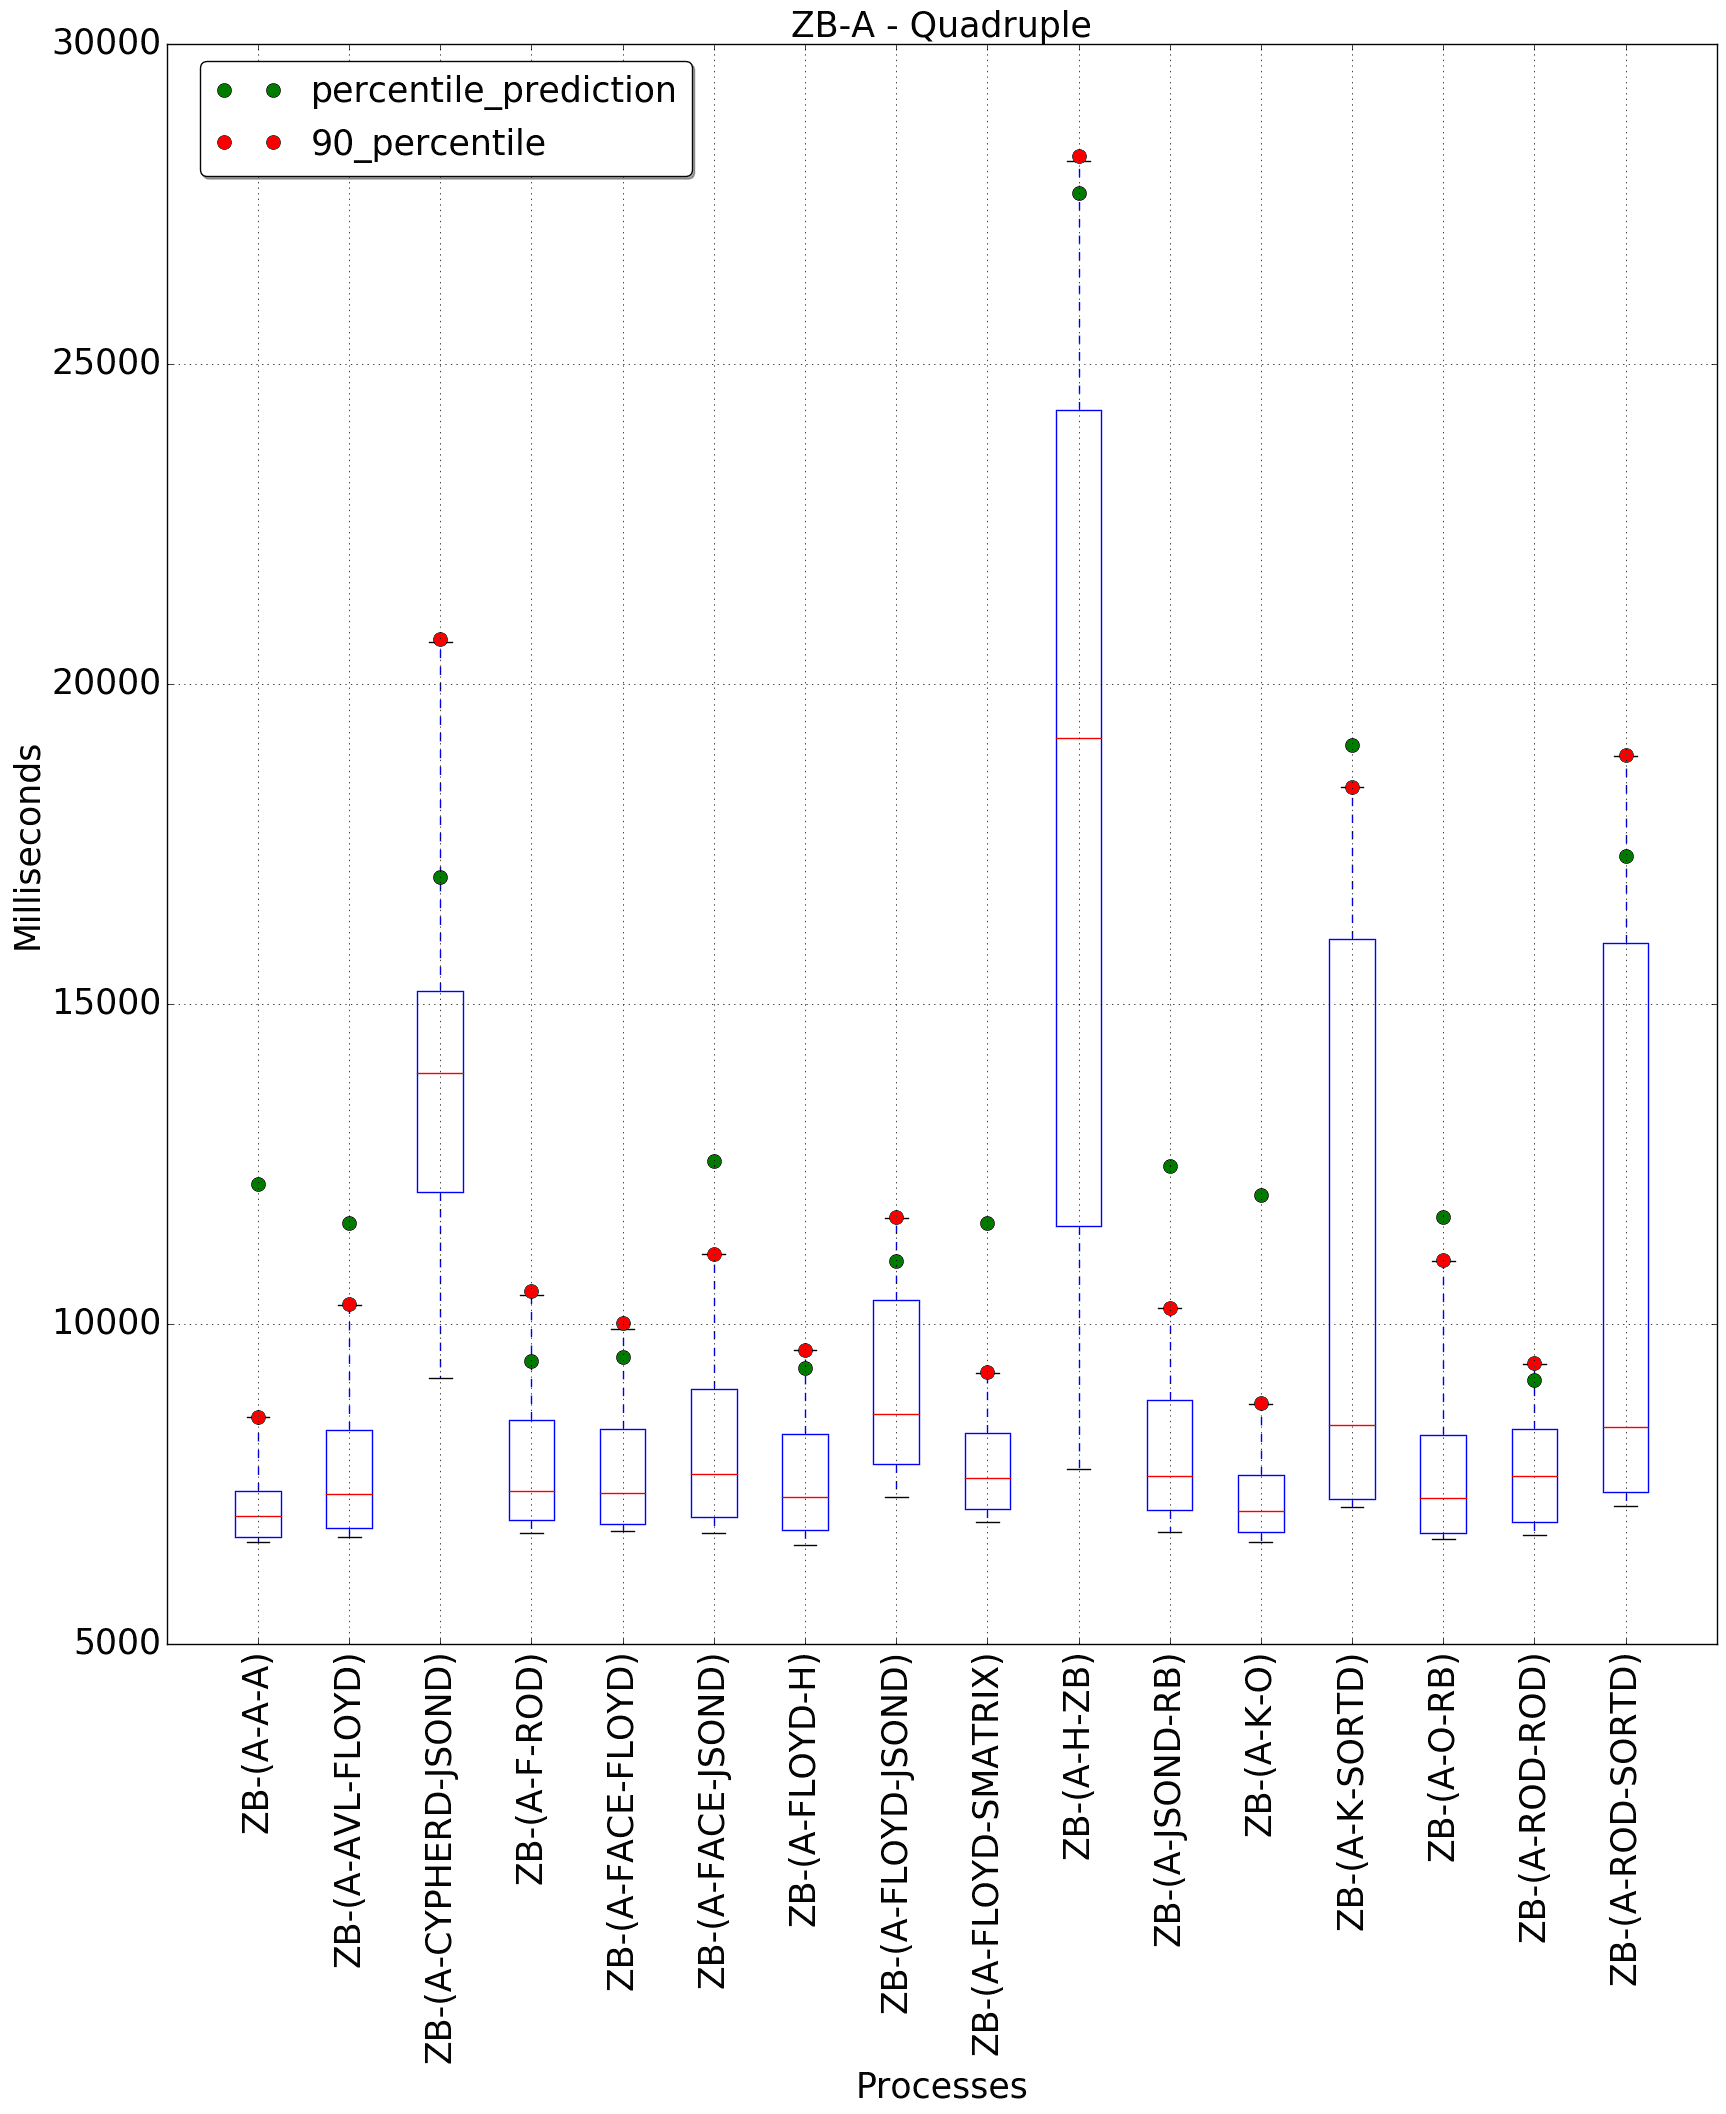 ZB-A - Quadruple
percentile_prediction
90_percentile
30000
25000
20000
15000
10000
5000
Milliseconds
ZB-(A-A-A)
ZB-(A-AVL-FLOYD)
ZB-(A-CYPHERD-JSOND)
ZB-(A-F-ROD)
ZB-(A-FACE-FLOYD)
ZB-(A-FACE-JSOND)
ZB-(A-FLOYD-H)
ZB-(A-FLOYD-JSOND)
ZB-(A-FLOYD-SMATRIX)
ZB-(A-H-ZB)
ZB-(A-JSOND-RB)
ZB-(A-K-O)
ZB-(A-K-SORTD)
ZB-(A-O-RB)
ZB-(A-ROD-ROD)
ZB-(A-ROD-SORTD)
Processes